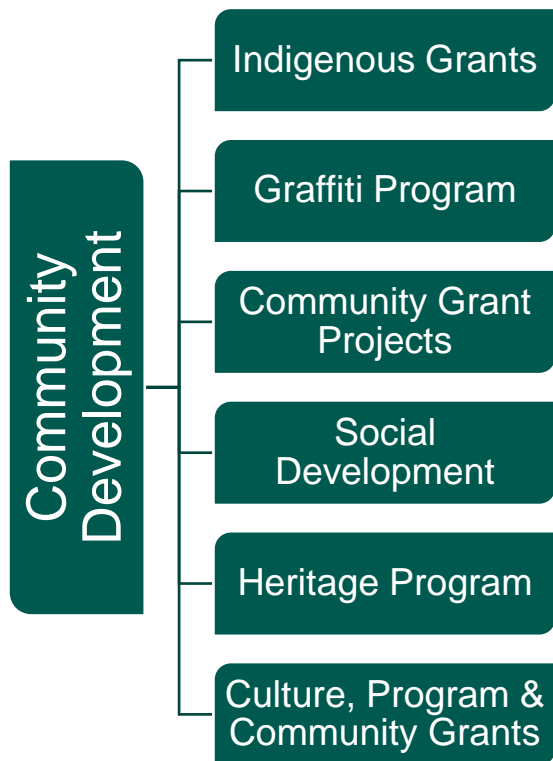 Community
Development
Indigenous Grants
Graffiti Program
Community Grant
Projects
Social
Development
Heritage Program
Culture, Program &
Community Grants